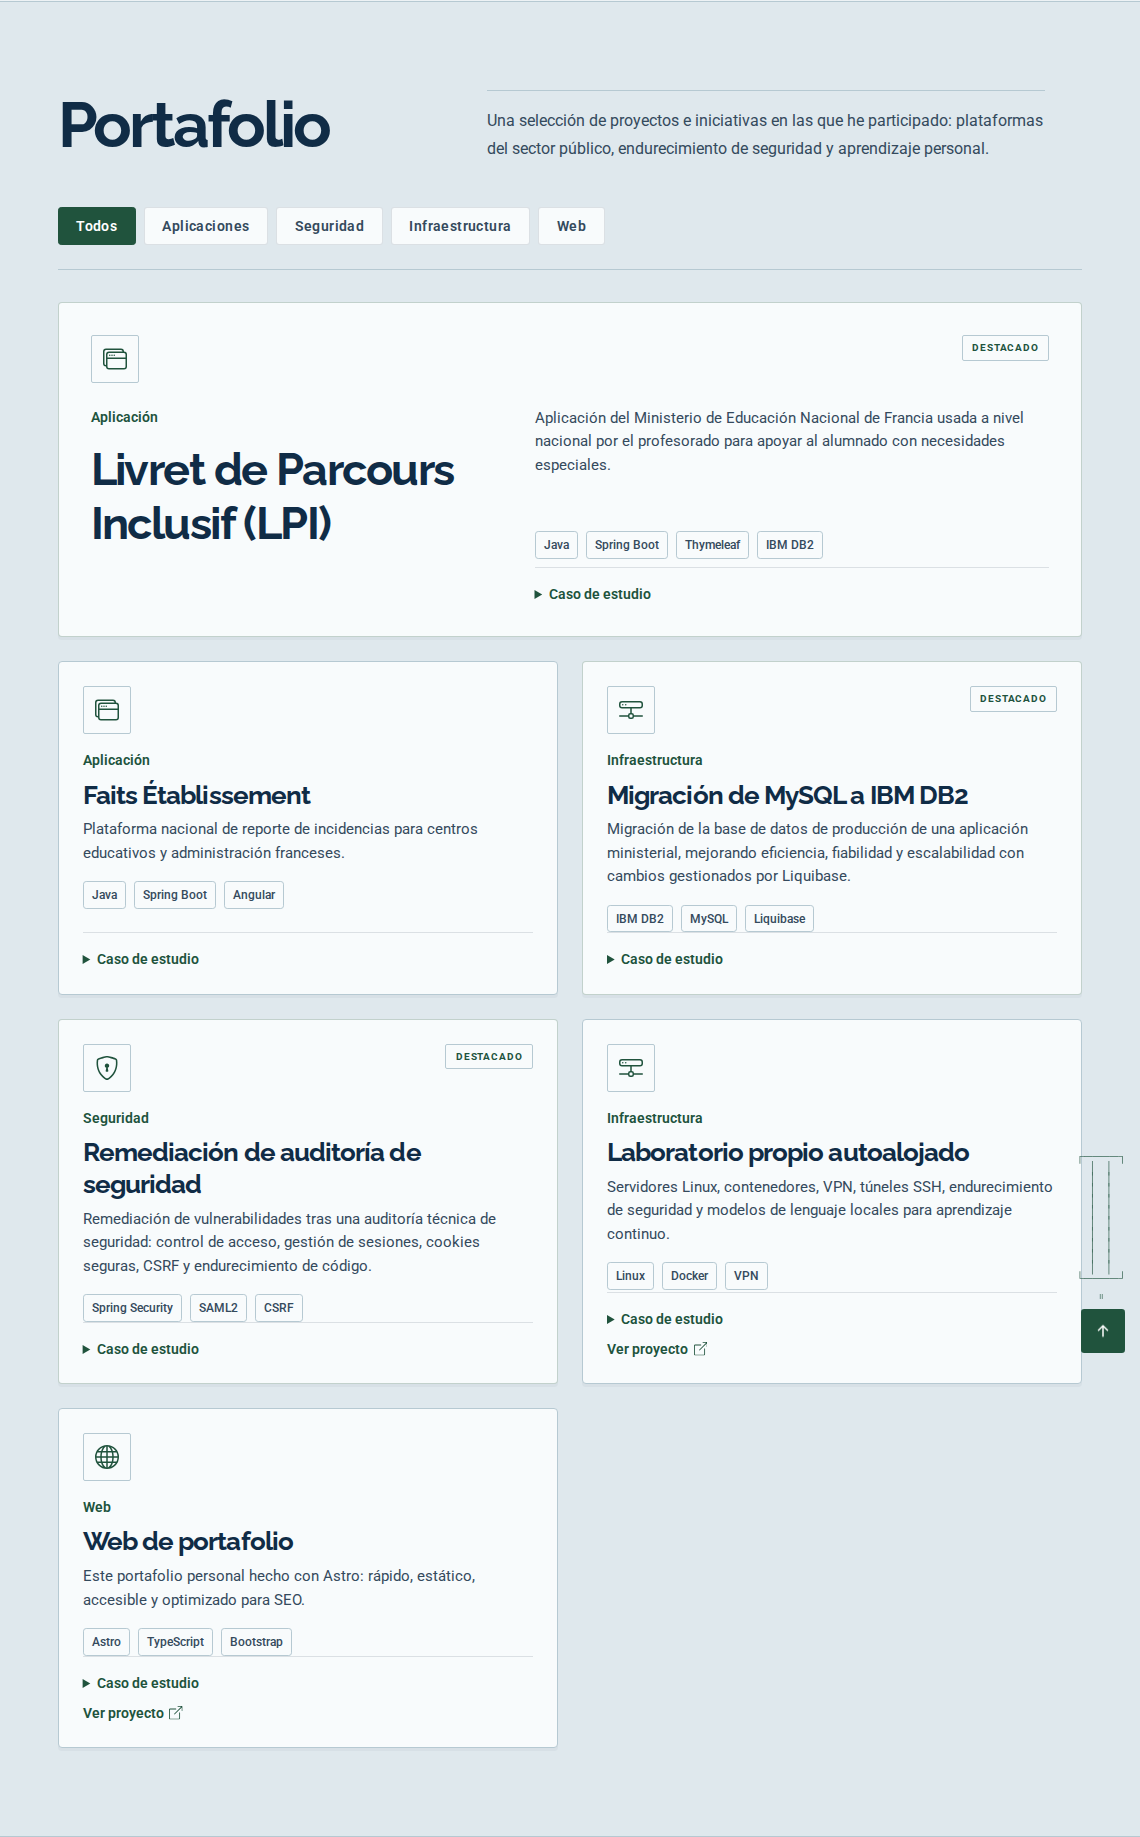 Portafolio
Una selección de proyectos e iniciativas en las que he participado: plataformas
del sector público, endurecimiento de seguridad y aprendizaje personal.
Todos
Aplicaciones
Seguridad
Infraestructura
Web
DESTACADO
Aplicación
Livret de Parcours
Inclusif (LPI)
Aplicación del Ministerio de Educación Nacional de Francia usada a nivel
nacional por el profesorado para apoyar al alumnado con necesidades
especiales.
Java
Spring Boot
Thymeleaf
IBM DB2
Caso de estudio
Aplicación
Faits Établissement
Plataforma nacional de reporte de incidencias para centros
educativos y administración franceses.
Java
Spring Boot
Angular
Caso de estudio
DESTACADO
Infraestructura
Migración de MySQL a IBM DB2
Migración de la base de datos de producción de una aplicación
ministerial, mejorando eficiencia, fiabilidad y escalabilidad con
cambios gestionados por Liquibase.
IBM DB2
MySQL
Liquibase
Caso de estudio
DESTACADO
Seguridad
Remediación de auditoría de
seguridad
Remediación de vulnerabilidades tras una auditoría técnica de
seguridad: control de acceso, gestión de sesiones, cookies
seguras, CSRF y endurecimiento de código.
Spring Security
SAML2
CSRF
Caso de estudio
Infraestructura
Laboratorio propio autoalojado
Servidores Linux, contenedores, VPN, túneles SSH, endurecimiento
de seguridad y modelos de lenguaje locales para aprendizaje
continuo.
Linux
Docker
VPN
Caso de estudio
Ver proyecto
Web
Web de portafolio
Este portafolio personal hecho con Astro: rápido, estático,
accesible y optimizado para SEO.
Astro
TypeScript
Bootstrap
Caso de estudio
Ver proyecto